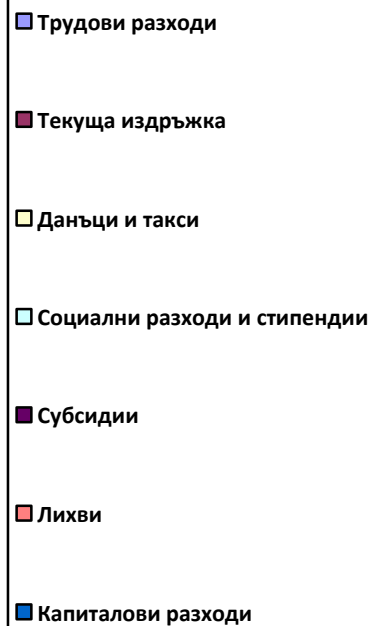 Трудови разходи
Текуща издръжка
Данъци и такси
Социални разходи и стипендии
Субсидии
Лихви
Капиталови разходи